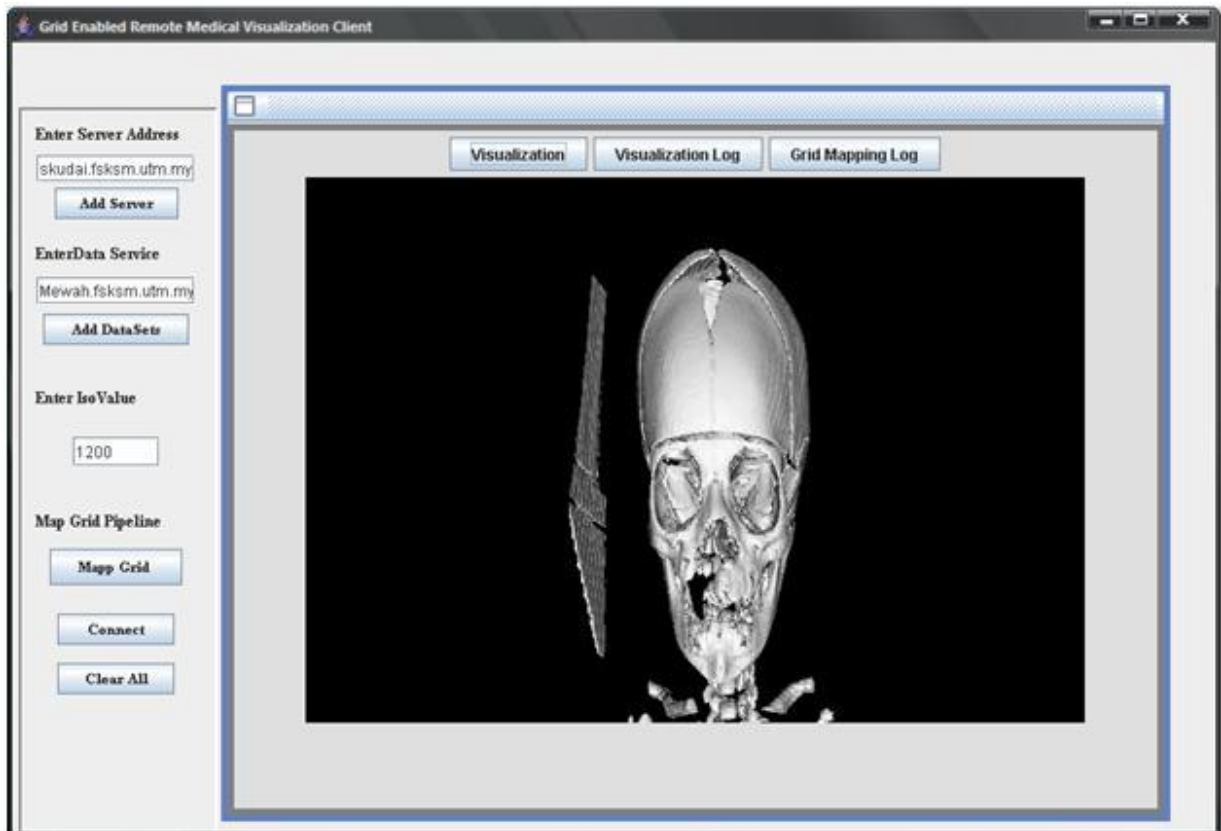 Grid Enabled Remote Medical Visualization Client
Enter Server Address
skudai.fsksm.utm.my
Add Server
EnterData Service
Mewah.fsksm.utm.my
Add DataSets
Enter IsoValue
1200
Map Grid Pipeline
Mapp Grid
Connect
Clear All
Visualization
Visualization Log
Grid Mapping Log